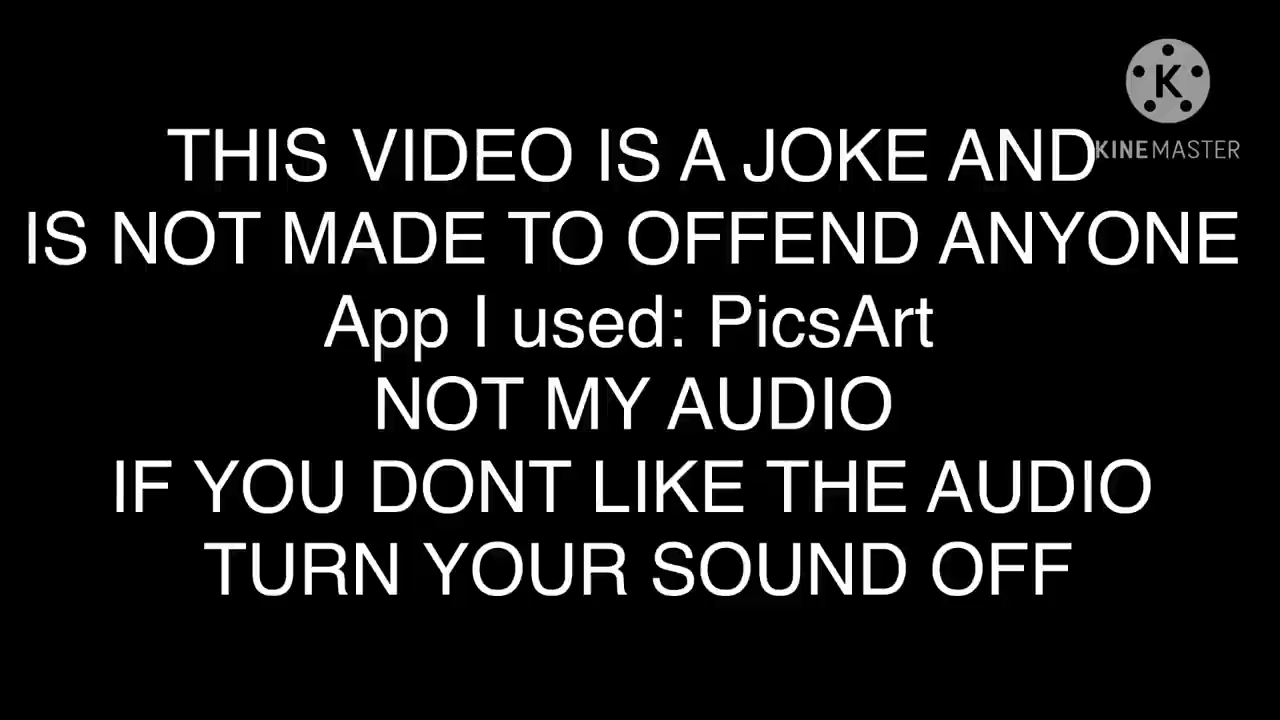 K
KINEMASTER
THIS VIDEO IS A JOKE AND
IS NOT MADE TO OFFEND ANYONE
App I used: PicsArt
NOT MY AUDIO
IF YOU DONT LIKE THE AUDIO
TURN YOUR SOUND OFF